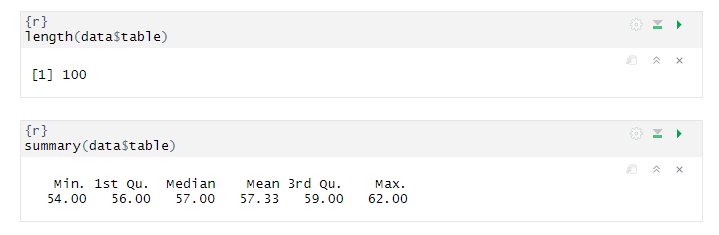 {r}
length(data$table)
[1] 100
{r}
summary(data$table)
Min. 1st Qu. Median Mean 3rd Qu. Max.
54.00 56.00 57.00 57.33 59.00 62.00